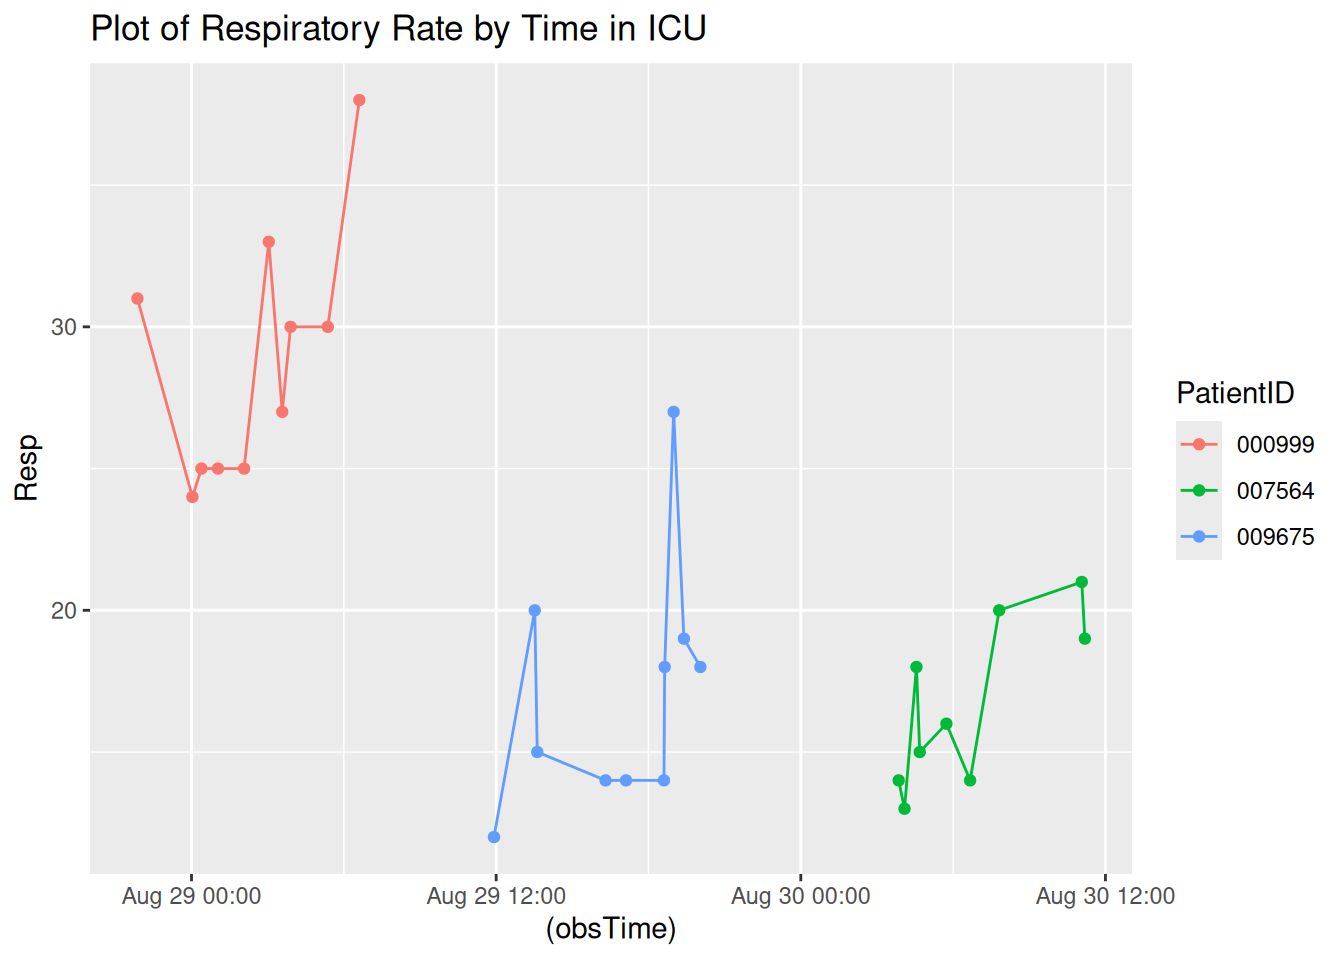 Plot of Respiratory Rate by Time in ICU
Resp
30
20
Aug 29 00:00
Aug 29 12:00
Aug 30 00:00
Aug 30 12:00
(obsTime)
PatientID
000999
007564
009675